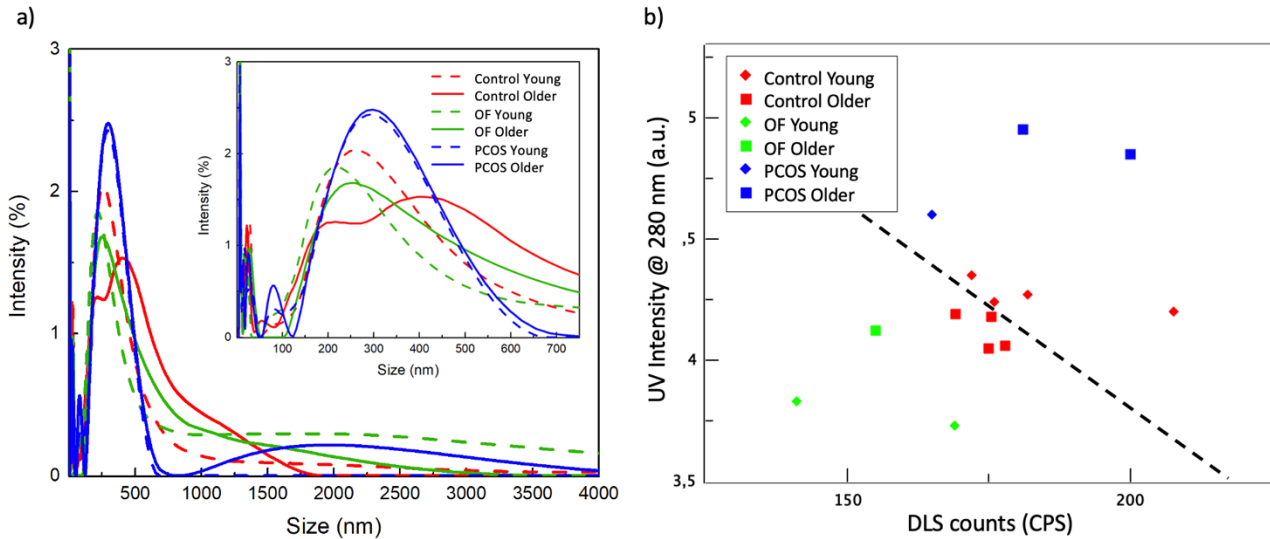 a)
3
2
1
0
Intensity (%)
500
1000
1500
2000
2500
3000
3500
4000
Size (nm)
3
2
1
0
Intensity (%)
100
200
300
400
500
600
700
Size (nm)
Control Young
Control Older
OF Young
OF Older
PCOS Young
PCOS Older
b)
Control Young
Control Older
OF Young
OF Older
PCOS Young
PCOS Older
5
,5
4
3,5
UV Intensity @ 280 nm (a.u.)
150
200
DLS counts (CPS)